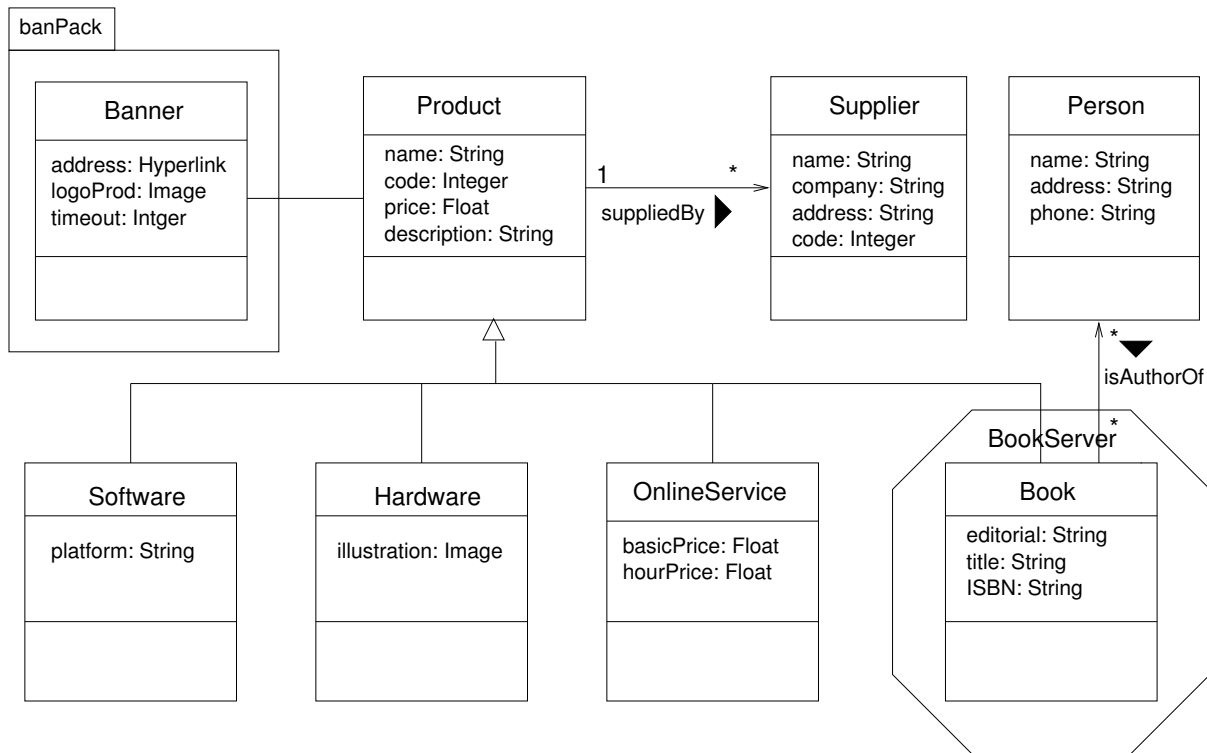 banPack
Banner
address: Hyperlink
logoProd: Image
timeout: Intger
Product
name: String
code: Integer
price: Float
description: String
1
*
suppliedBy
Supplier
name: String
company: String
address: String
code: Integer
Person
name: String
address: String
phone: String
*
isAuthorOf
*
BookServer
Software
platform: String
Hardware
illustration: Image
OnlineService
basicPrice: Float
hourPrice: Float
Book
editorial: String
title: String
ISBN: String